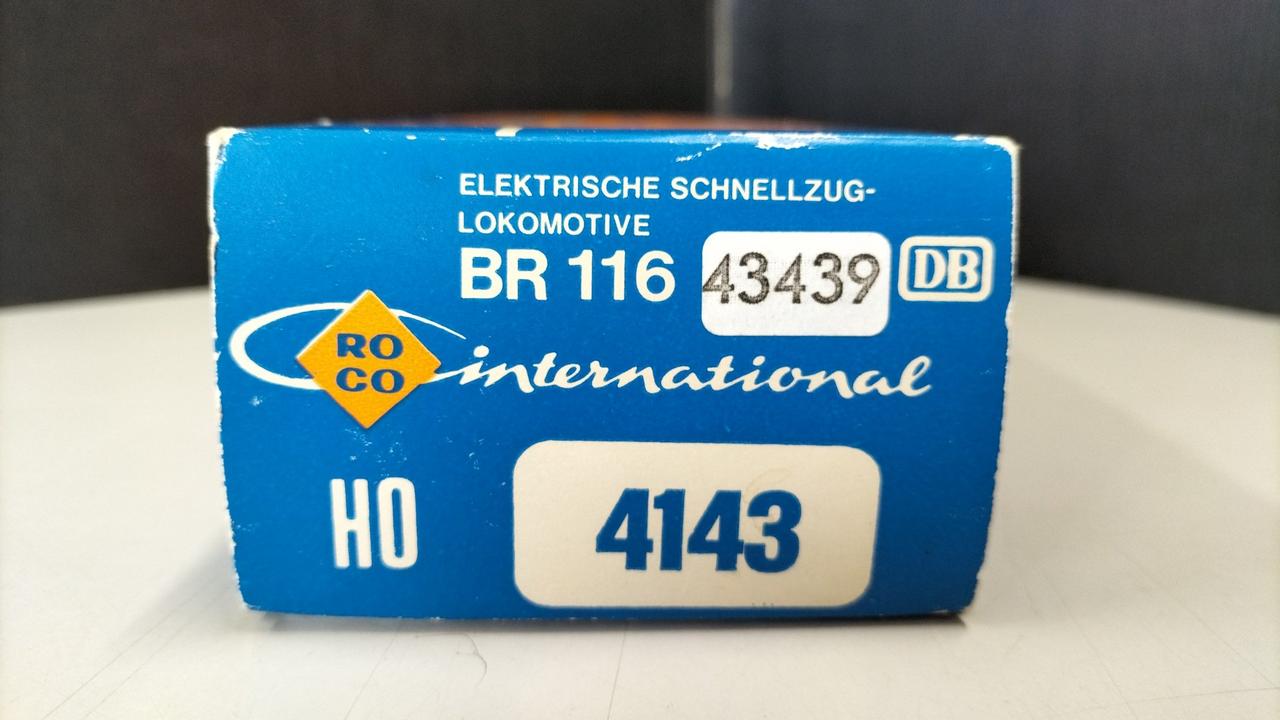 ELEKTRISCHE SCHNELLZUG-
LOKOMOTIVE
BR 116 43439 DB
RO
CO
international
HO 4143